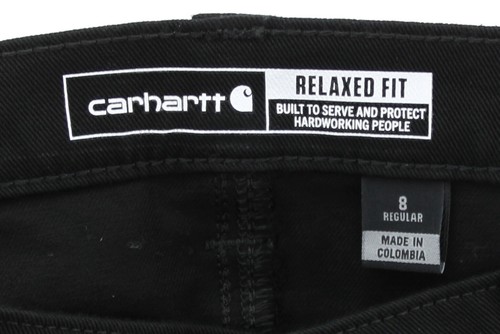 carhartt
RELAXED FIT
BUILT TO SERVE AND PROTECT
HARDWORKING PEOPLE
8
REGULAR
MADE IN
COLOMBIA